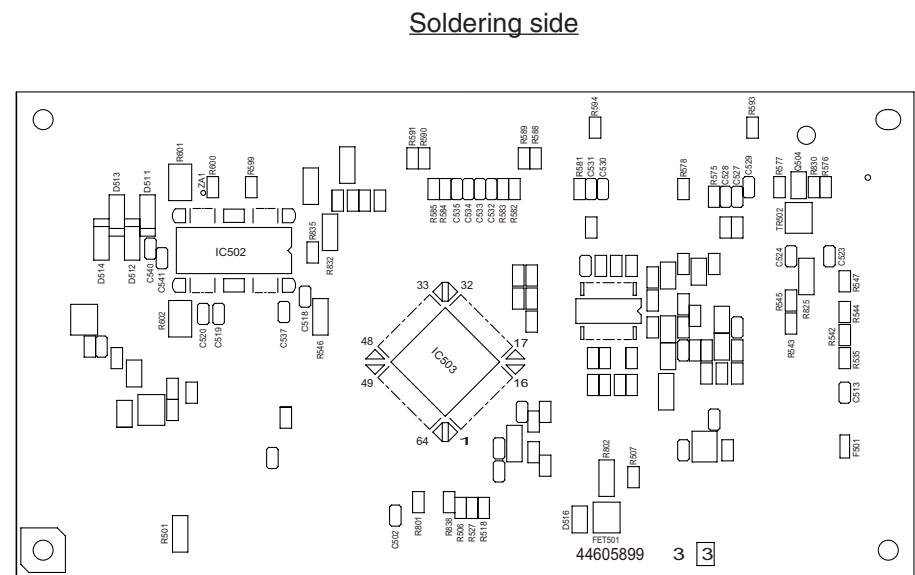 Soldering side
R594
R593
R591
R590
R589
R588
R601
ZA1
R600
R599
R581
C531
C530
R578
R575
C528
C527
C529
R577
Q504
R830
R576
D513
D511
R585
R584
C535
C534
C533
C532
R583
R582
TR502
R835
R832
IC502
D514
D512
C540
C541
C524
C523
R547
R545
R825
R544
33
32
R602
C520
C519
C537
C518
R546
R543
R542
48
17
IC503
R535
49
16
C513
64
1
F501
R802
R507
R501
C502
R801
R838
R506
R527
R518
D516
FET501
44605899 3 3